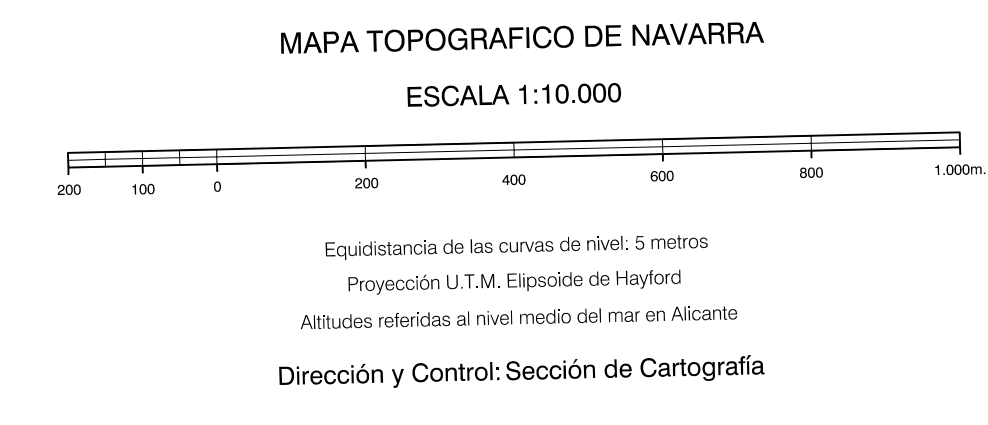 MAPA TOPOGRAFICO DE NAVARRA
ESCALA 1:10.000
200 100 0 200 400 600 800 1.000m.
Equidistancia de las curvas de nivel: 5 metros
Proyección U.T.M. Elipsoide de Hayford
Altitudes referidas al nivel medio del mar en Alicante
Dirección y Control: Sección de Cartografía